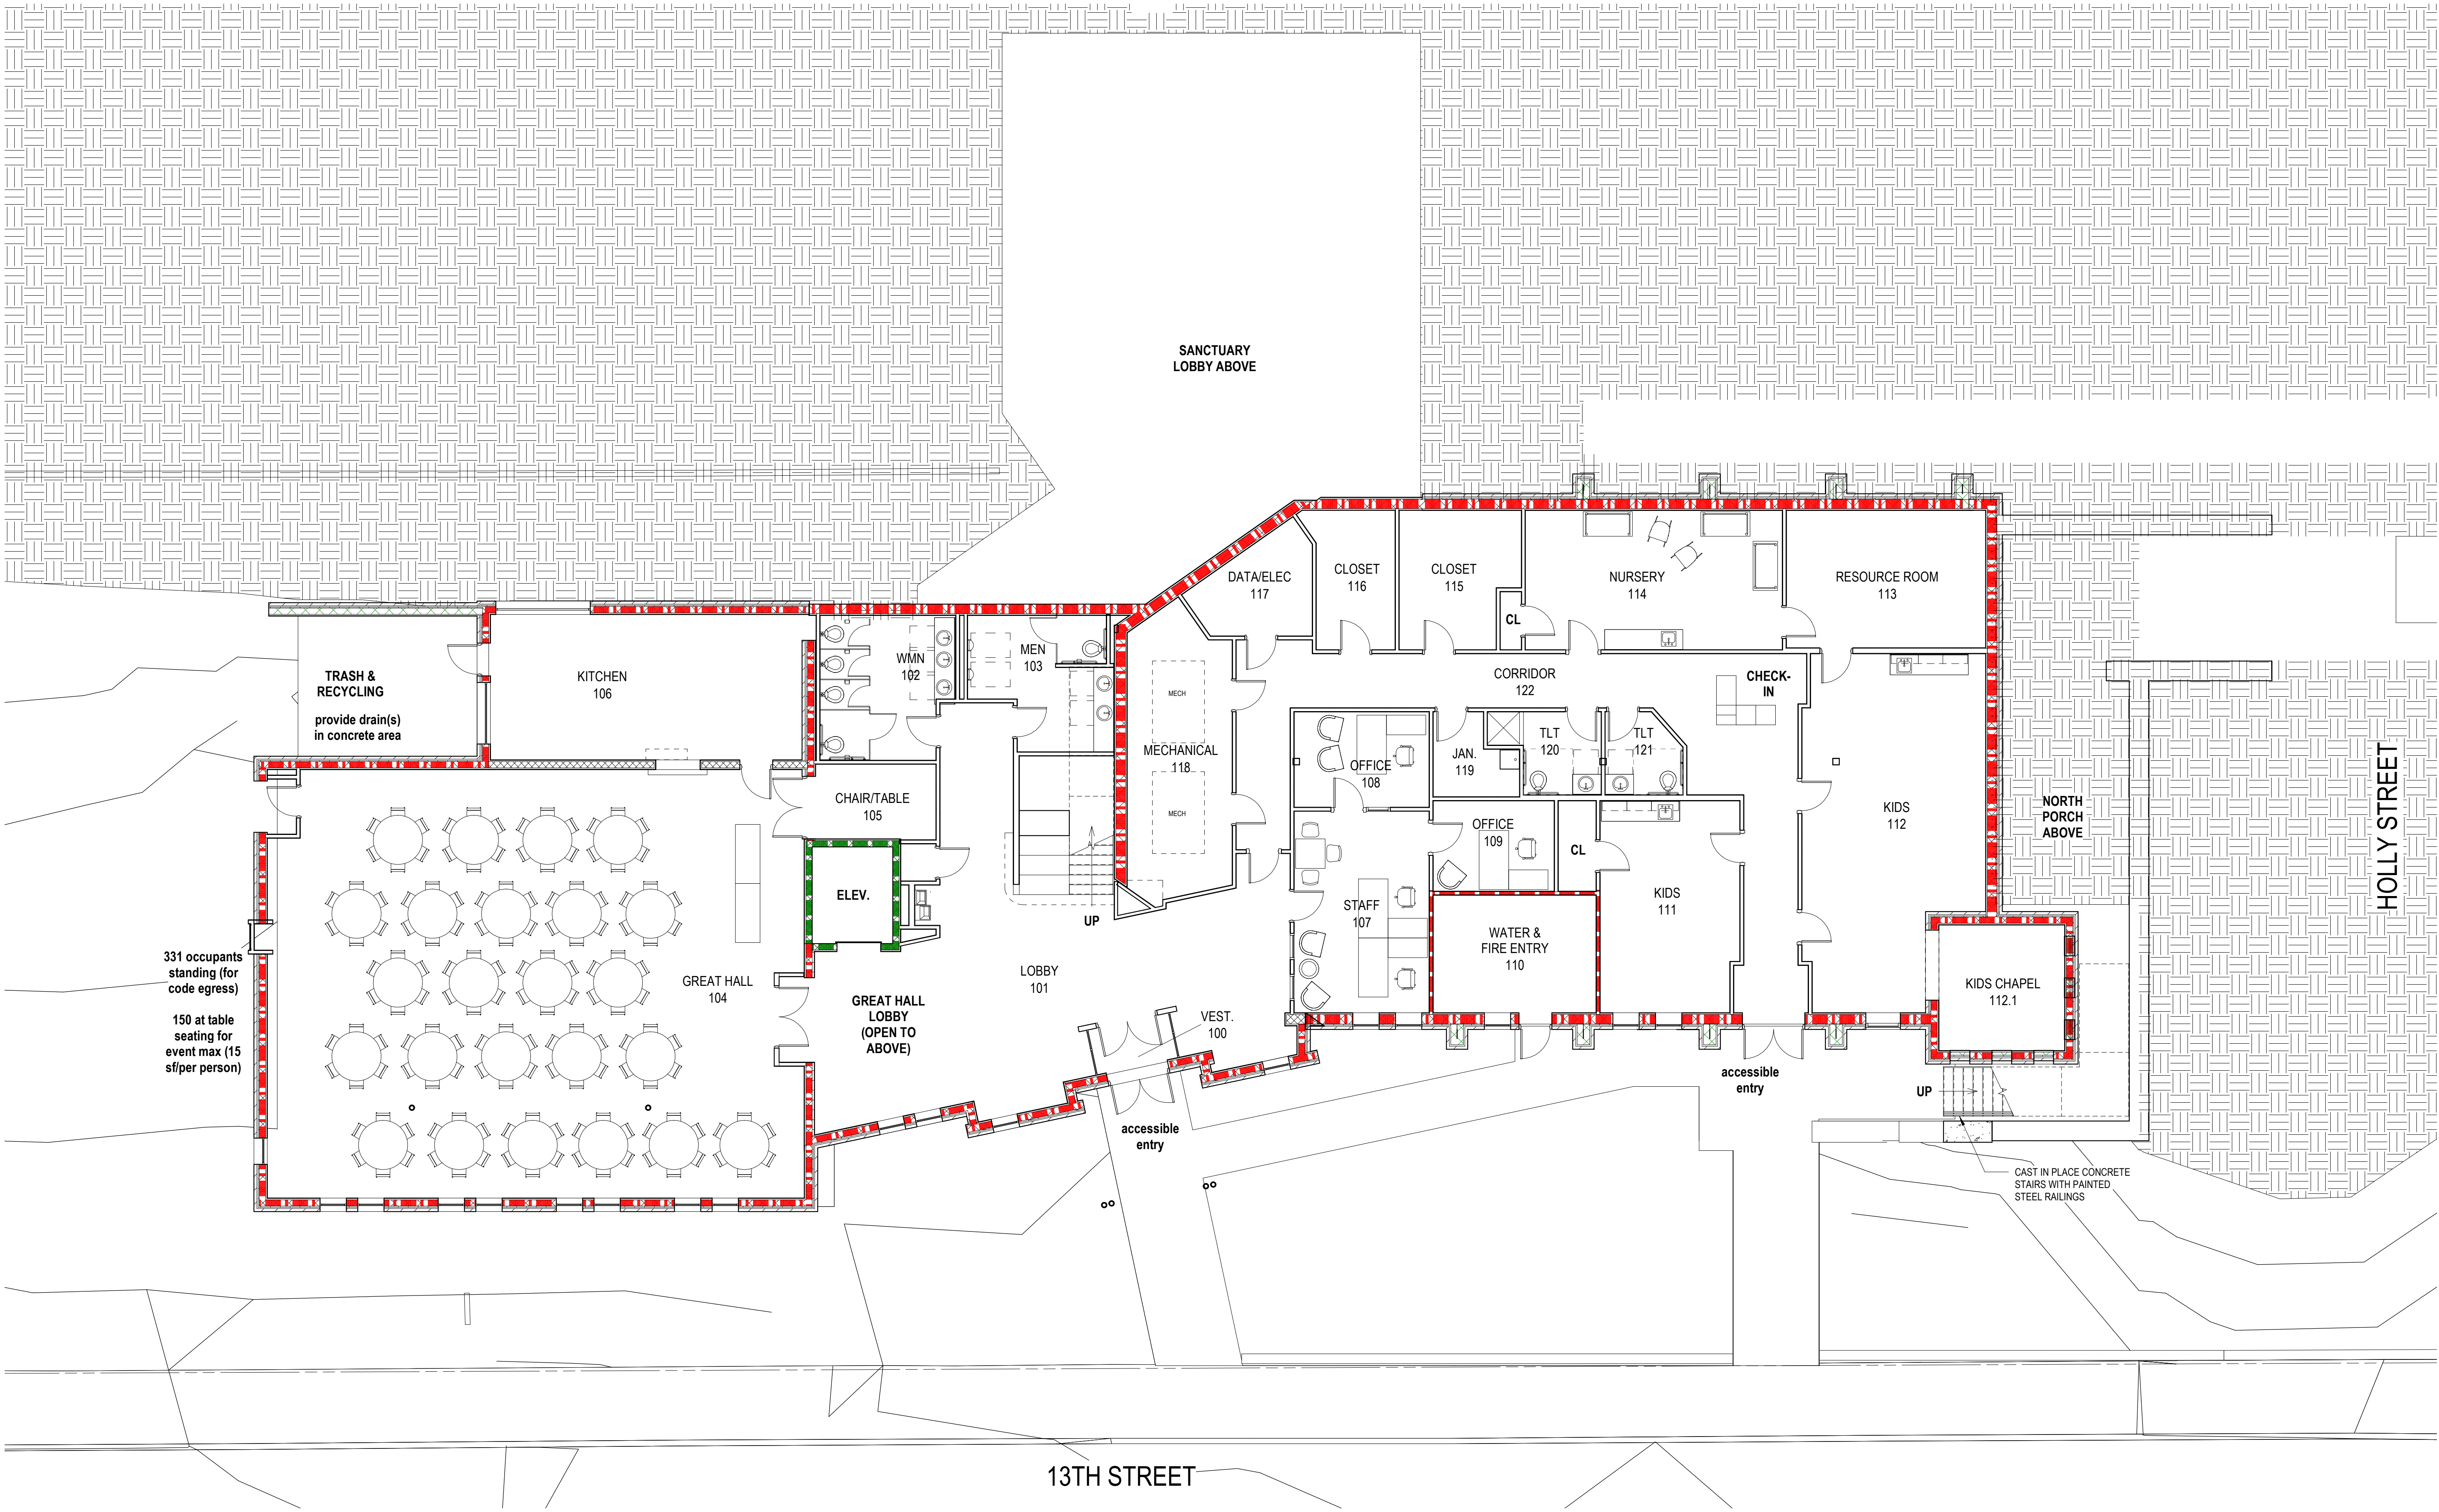 SANCTUARY
LOBBY ABOVE
DATA/ELEC
117
CLOSET
116
CLOSET
115
NURSERY
114
RESOURCE ROOM
113
CL
TRASH &
RECYCLING
provide drain(s)
in concrete area
KITCHEN
106
WMN
102
MEN
103
MECH
MECHANICAL
118
MECH
CORRIDOR
122
CHECK-
IN
OFFICE
108
JAN.
119
TLT
120
TLT
121
CHAIR/TABLE
105
ELEV.
UP
OFFICE
109
CL
KIDS
112
NORTH
PORCH
ABOVE
HOLLY STREET
STAFF
107
KIDS
111
WATER &
FIRE ENTRY
110
331 occupants
standing (for
code egress)
150 at table
seating for
event max (15
sf/per person)
GREAT HALL
104
GREAT HALL
LOBBY
(OPEN TO
ABOVE)
LOBBY
101
VEST.
100
KIDS CHAPEL
112.1
accessible
entry
accessible
entry
UP
CAST IN PLACE CONCRETE
STAIRS WITH PAINTED
STEEL RAILINGS
13TH STREET